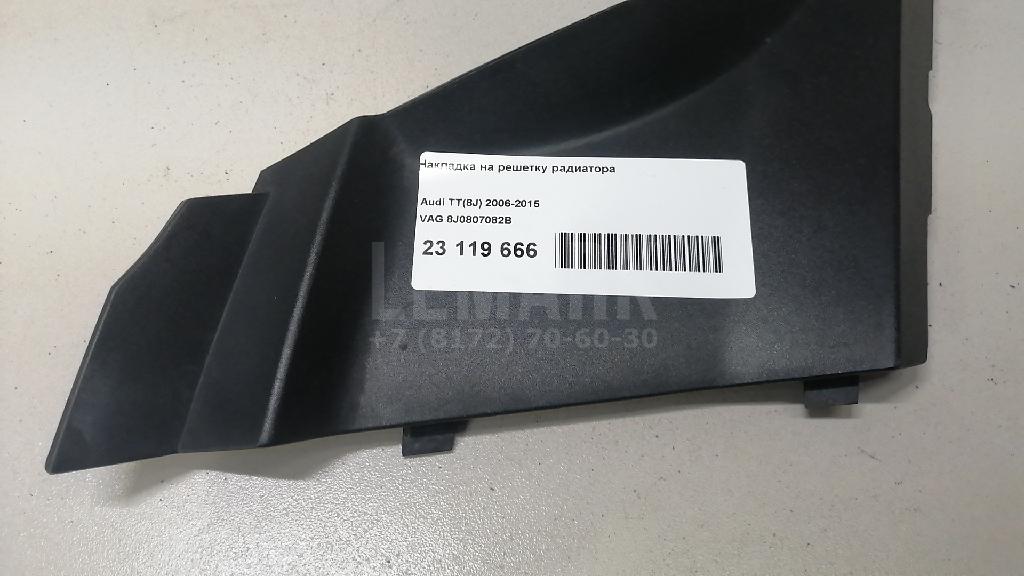 Накладка на решетку радиатора
Audi TT(8J) 2006-2015
VAG 8J0807082B
23 119 666
+7 (8172) 70-60-30